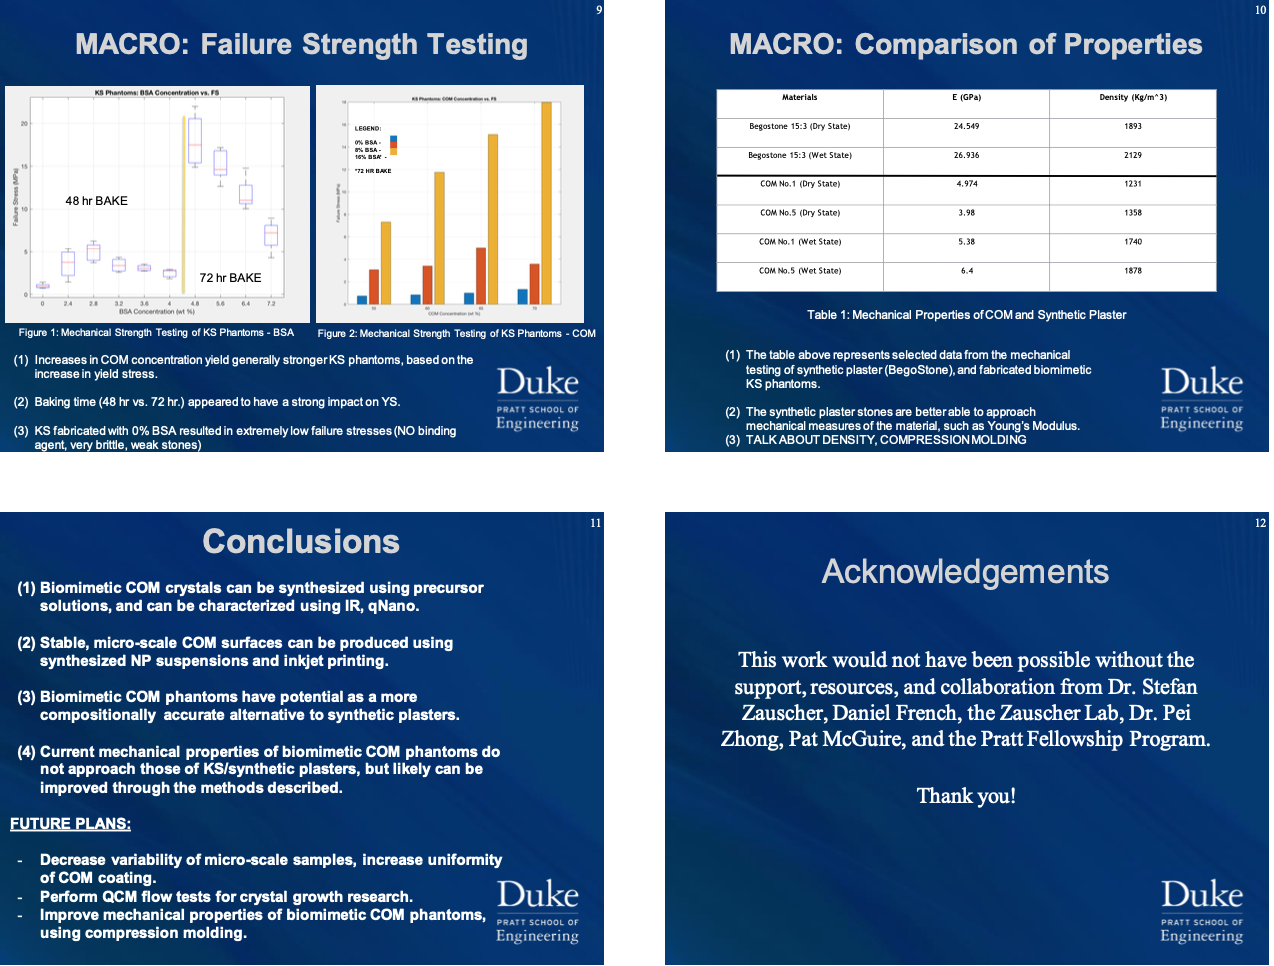 9
MACRO: Failure Strength Testing
KS Phantoms: BSA Concentration vs. FS
Failure Stress (MPa)
20
15
10
5
0
48 hr BAKE
72 hr BAKE
0 2.4 2.8 3.2 3.6 4 4.8 5.6 6.4 7.2
BSA Concentration (wt %)
KS Phantoms: COM Concentration vs. FS
LEGEND:
0% BSA -
8% BSA -
16% BSA* -
*72 HR BAKE
Failure Stress (MPa)
COM Concentration (wt %)
Figure 1: Mechanical Strength Testing of KS Phantoms - BSA
Figure 2: Mechanical Strength Testing of KS Phantoms - COM
(1) Increases in COM concentration yield generally stronger KS phantoms, based on the
increase in yield stress.
(2) Baking time (48 hr vs. 72 hr.) appeared to have a strong impact on YS.
(3) KS fabricated with 0% BSA resulted in extremely low failure stresses (NO binding
agent, very brittle, weak stones)
Duke
PRATT SCHOOL OF
Engineering
10
MACRO: Comparison of Properties
Materials E (GPa) Density (Kg/m^3)
Begostone 15:3 (Dry State) 24.549 1893
Begostone 15:3 (Wet State) 26.936 2129
COM No.1 (Dry State) 4.974 1231
COM No.5 (Dry State) 3.98 1358
COM No.1 (Wet State) 5.38 1740
COM No.5 (Wet State) 6.4 1878
Table 1: Mechanical Properties of COM and Synthetic Plaster
(1) The table above represents selected data from the mechanical
testing of synthetic plaster (BegoStone), and fabricated biomimetic
KS phantoms.
(2) The synthetic plaster stones are better able to approach
mechanical measures of the material, such as Young's Modulus.
(3) TALK ABOUT DENSITY, COMPRESSION MOLDING
Duke
PRATT SCHOOL OF
Engineering
11
Conclusions
(1) Biomimetic COM crystals can be synthesized using precursor
solutions, and can be characterized using IR, qNano.
(2) Stable, micro-scale COM surfaces can be produced using
synthesized NP suspensions and inkjet printing.
(3) Biomimetic COM phantoms have potential as a more
compositionally accurate alternative to synthetic plasters.
(4) Current mechanical properties of biomimetic COM phantoms do
not approach those of KS/synthetic plasters, but likely can be
improved through the methods described.
FUTURE PLANS:
- Decrease variability of micro-scale samples, increase uniformity
of COM coating.
- Perform QCM flow tests for crystal growth research.
- Improve mechanical properties of biomimetic COM phantoms,
using compression molding.
Duke
PRATT SCHOOL OF
Engineering
12
Acknowledgements
This work would not have been possible without the
support, resources, and collaboration from Dr. Stefan
Zauscher, Daniel French, the Zauscher Lab, Dr. Pei
Zhong, Pat McGuire, and the Pratt Fellowship Program.
Thank you!
Duke
PRATT SCHOOL OF
Engineering